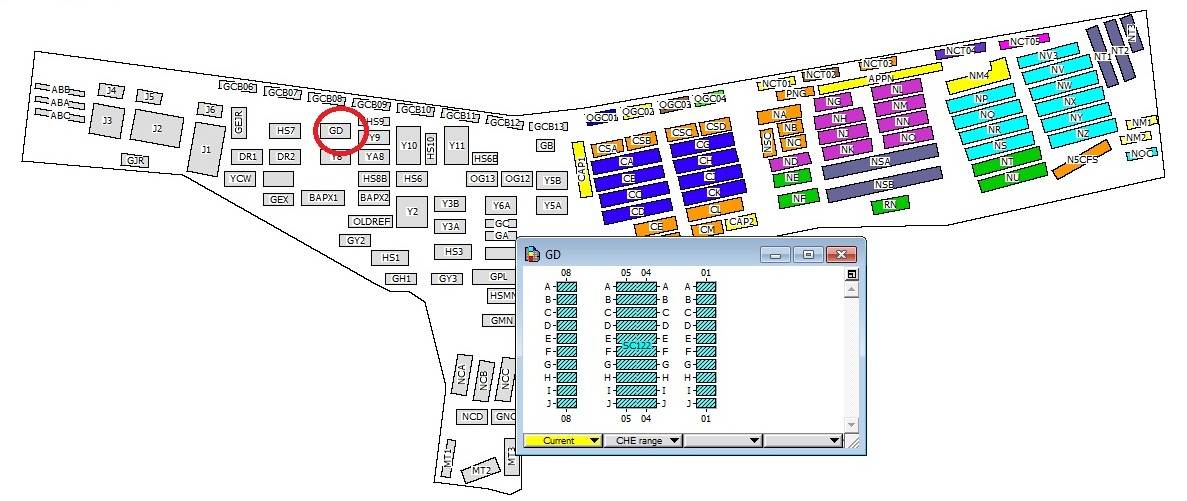 ABB
ABA
ABC
J4
J5
J3
J2
J6
J1
GJR
GEJR
GCB06
GCB07
GCB08
GCB09
GCB10
GCB11
GCB12
GCB13
HS7
GD
HS9
Y9
Y10
HS10
Y11
GB
DR1
DR2
Y8
YA8
HS6B
YCW
HS8B
HS6
OG13
OG12
Y5B
GEX
BAPX1
BAPX2
Y2
Y3B
Y6A
Y5A
OLDREFI
Y3A
GC
GA
GY2
HS1
HS3
GH1
GY3
GPL
HSMN
GMN
NCA
NCB
NCC
NCD
GNC
MT1
MT2
MT3
OGC01
OGC02
OGC03
OGC04
CAP1
CSA
CSB
CSC
CSD
CA
CB
CC
CD
CE
CG
CH
CJ
CK
CL
CM
CAP2
NCT01
NCT02
NCT03
NCT04
NCT05
PNG
APPN
NA
NB
NC
NSC
ND
NE
NF
NG
NH
NJ
NK
NL
NM
NN
NO
NSA
NSB
RN
NM4
NP
NQ
NR
NS
NT
NU
NV3
NV
NW
NX
NY
NZ
N5CFS
NT1
NT2
NT3
NM1
NM2
NOC
GD
08 05 04 01
A A A A
B B B B
C C C C
D D D D
E E E E
F F SC122 F F
G G G G
H H H H
I I I I
J J J J
08 05 04 01
Current CHE range